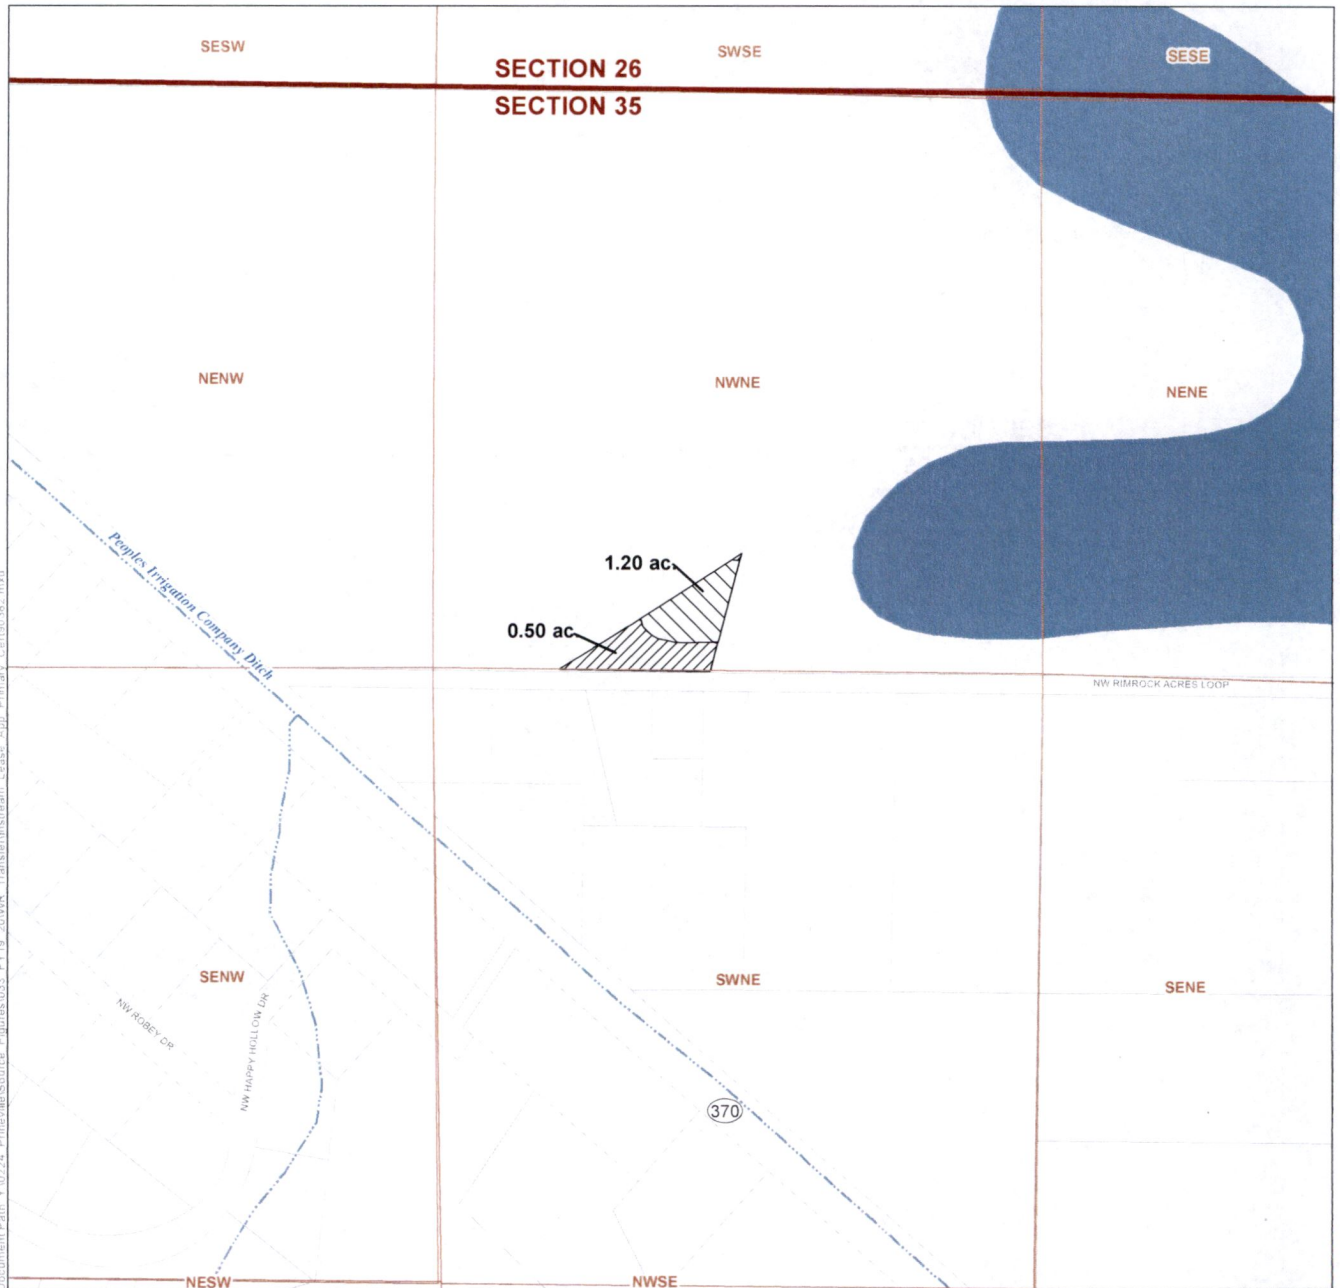 SESW
SWSE
SESE
SECTION 26
SECTION 35
NENW
NWNE
NENE
Peoples Irrigation Company Ditch
1.20 ac.
0.50 ac
NW RIMROCK ACRES LOOP
SENW
SWNE
SENE
NW ROBEY DR
NW HAPPY HOLLOW DR
370
NESW
NWSE